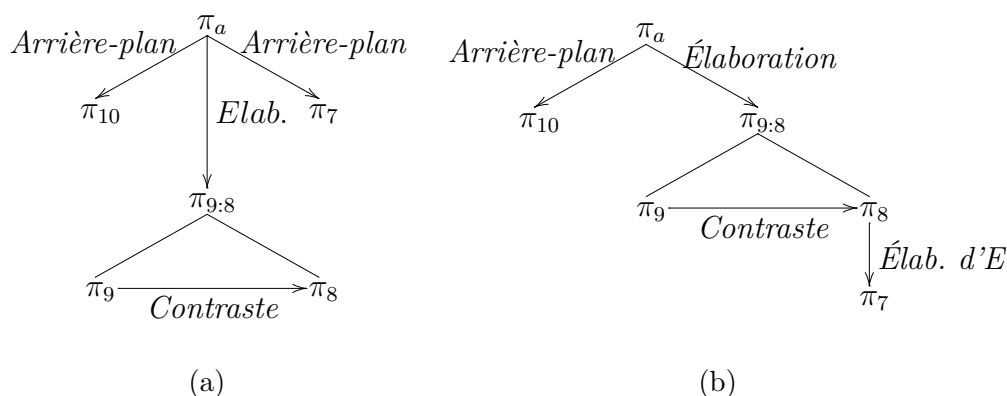 π_a
Arrière-plan Arrière-plan
π_10 Elab. π_7
π_9:8
π_9 Contraste π_8
(a)
π_a
Arrière-plan Élaboration
π_10 π_9:8
π_9 Contraste π_8
Élab. d'E
π_7
(b)